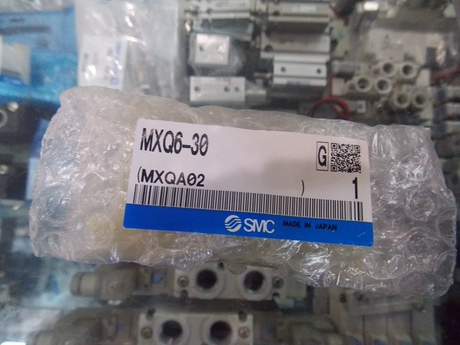 MXQ6-30
G
(MXQA02 )
1
SMC MADE IN JAPAN